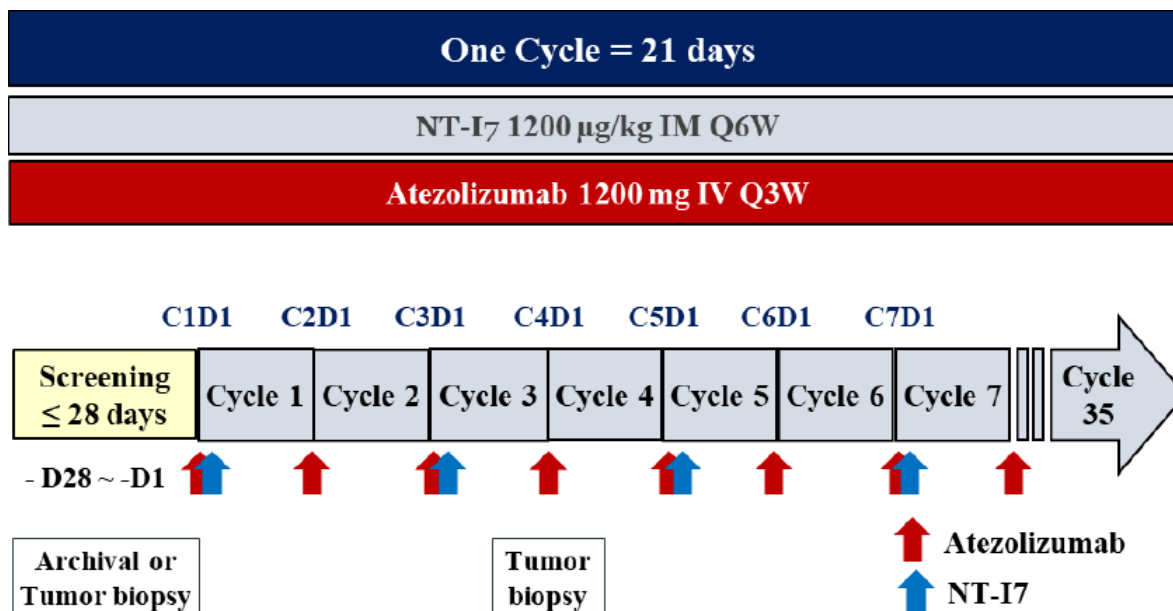 One Cycle = 21 days
NT-I7 1200 µg/kg IM Q6W
Atezolizumab 1200 mg IV Q3W
C1D1 C2D1 C3D1 C4D1 C5D1 C6D1 C7D1
Screening
≤ 28 days
Cycle 1 Cycle 2 Cycle 3 Cycle 4 Cycle 5 Cycle 6 Cycle 7
Cycle
35
- D28 ~ -D1
Archival or
Tumor biopsy
Tumor
biopsy
Atezolizumab
NT-I7